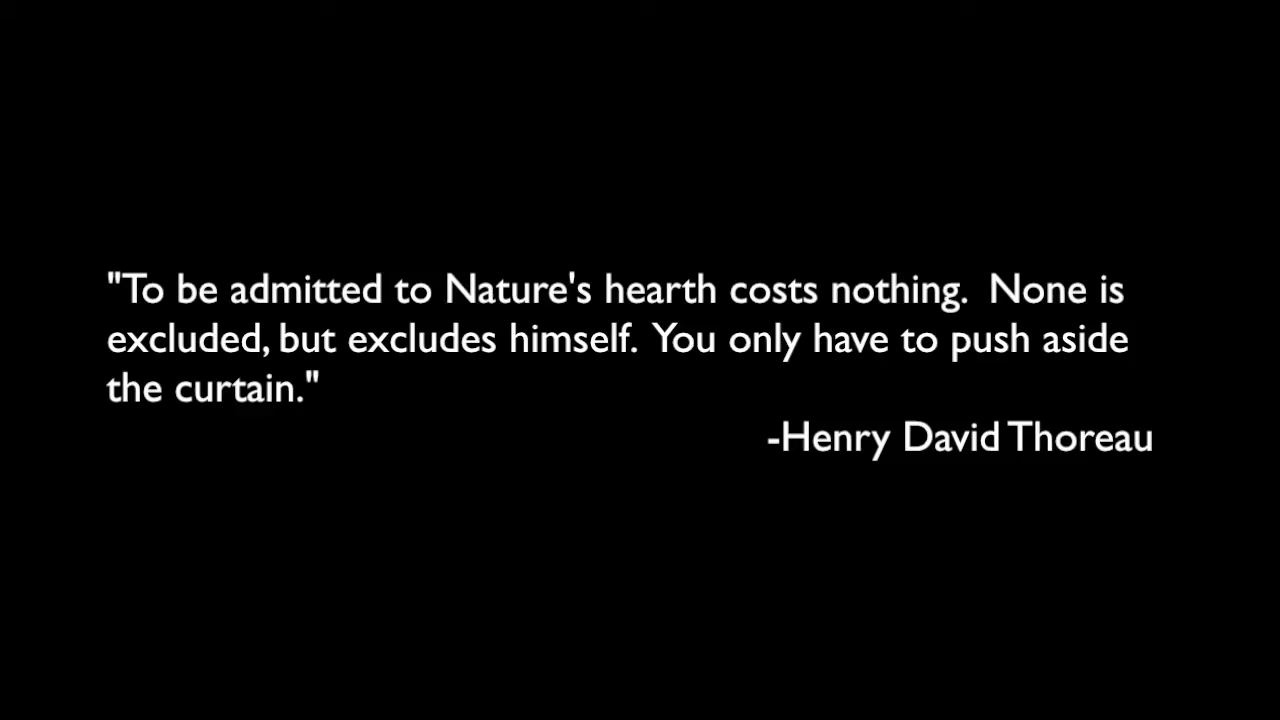 "To be admitted to Nature's hearth costs nothing.  None is
excluded, but excludes himself.  You only have to push aside
the curtain."
-Henry David Thoreau